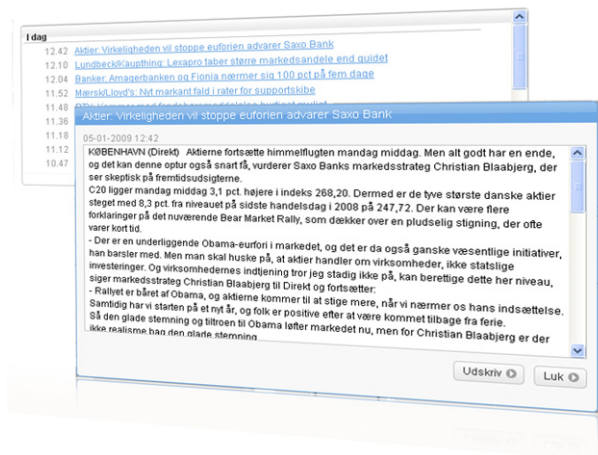 I dag
12.42 Aktier: Virkeligheden vil stoppe euforien advarer Saxo Bank
12.10 Lundbeck/Kaupthing: Lexapro taber større markedsandele end guidet
12.04 Banker: Amagerbanken og Fionia nærmer sig 100 pct på fem dage
11.52 Mærsk/Lloyd's: Nyt markant fald i rater for supportskibe
11.48
11.36
11.18
11.12
10.47
Aktier: Virkeligheden vil stoppe euforien advarer Saxo Bank
05-01-2009 12:42
KØBENHAVN (Direkt) Aktierne fortsætte himmelflugten mandag middag. Men alt godt har en ende,
og det kan denne optur også snart få, vurderer Saxo Banks markedsstrateg Christian Blaabjerg, der
ser skeptisk på fremtidsudsigterne.
C20 ligger mandag middag 3,1 pct. højere i indeks 268,20. Dermed er de tyve største danske aktier
steget med 8,3 pct. fra niveauet på sidste handelsdag i 2008 på 247,72. Der kan være flere
forklaringer på det nuværende Bear Market Rally, som dækker over en pludselig stigning, der ofte
varer kort tid.
- Der er en underliggende Obama-eurfori i markedet, og det er da også ganske væsentlige initiativer,
han barsler med. Men man skal huske på, at aktier handler om virksomheder, ikke statslige
investeringer. Og virksomhedernes indtjening tror jeg stadig ikke på, kan berettige dette her niveau,
siger markedsstrateg Christian Blaabjerg til Direkt og fortsætter:
- Rallyet er båret af Obama, og aktierne kommer til at stige mere, når vi nærmer os hans indsættelse.
Samtidig har vi starten på et nyt år, og folk er positive efter at være kommet tilbage fra ferie.
Så den glade stemning og tiltroen til Obama løfter markedet nu, men for Christian Blaabjerg er der
ikke realisme bag den glade stemning
Udskriv
Luk